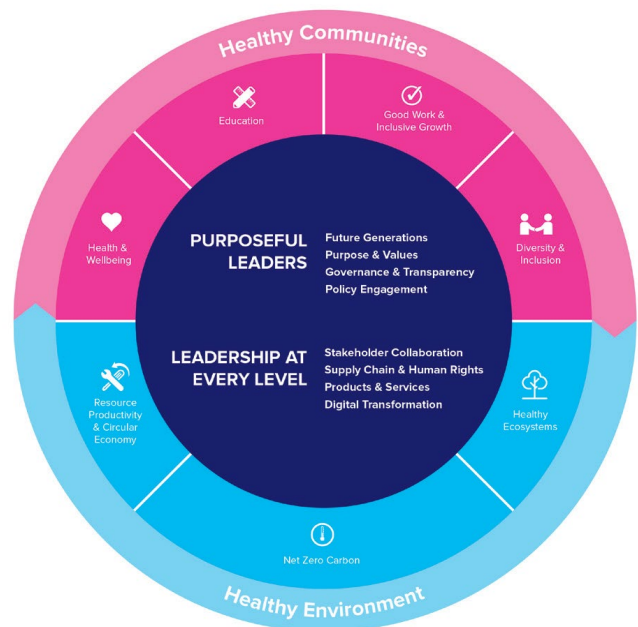 Healthy Communities
Education
Good Work &
Inclusive Growth
Health &
Wellbeing
Diversity &
Inclusion
PURPOSEFUL
LEADERS
Future Generations
Purpose & Values
Governance & Transparency
Policy Engagement
LEADERSHIP AT
EVERY LEVEL
Stakeholder Collaboration
Supply Chain & Human Rights
Products & Services
Digital Transformation
Resource
Productivity
& Circular
Economy
Healthy
Ecosystems
Net Zero Carbon
Healthy Environment